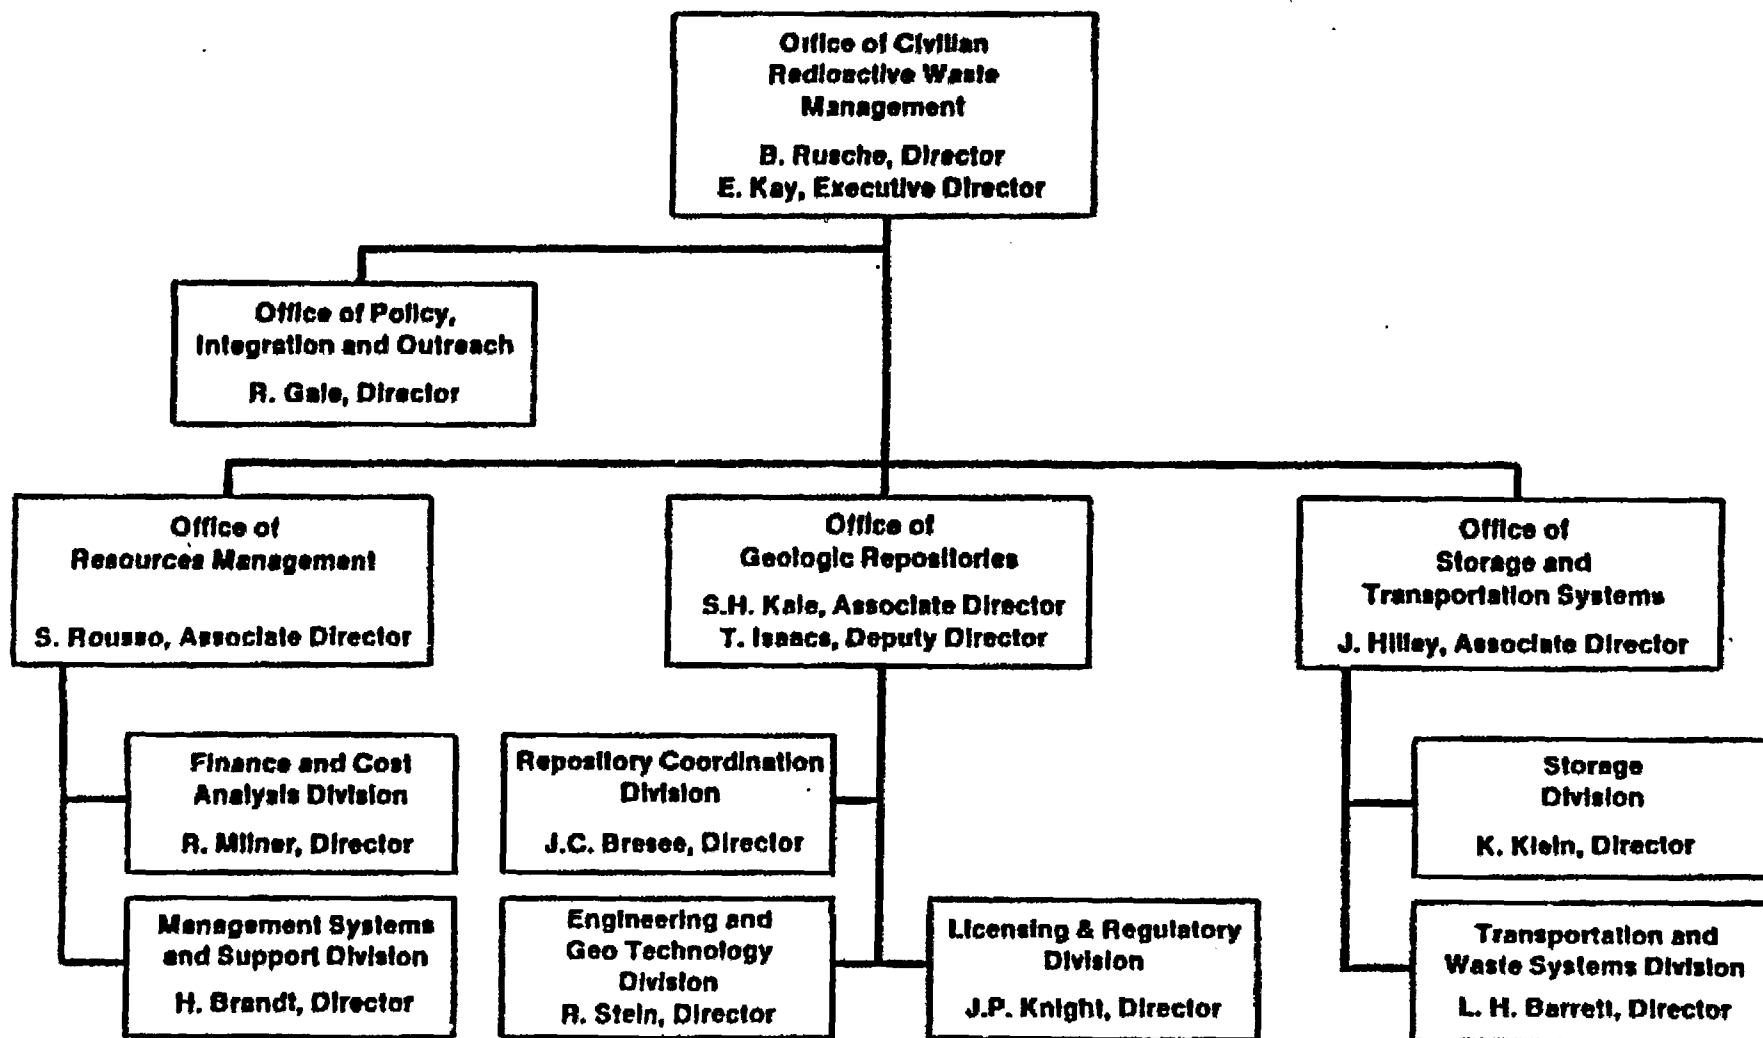 Office of Civilian
Radioactive Waste
Management
B. Rusche, Director
E. Kay, Executive Director
Office of Policy,
Integration and Outreach
R. Gale, Director
Office of
Resources Management
S. Rousso, Associate Director
Office of
Geologic Repositories
S.H. Kale, Associate Director
T. Isaacs, Deputy Director
Office of
Storage and
Transportation Systems
J. Hilley, Associate Director
Finance and Cost
Analysis Division
R. Milner, Director
Repository Coordination
Division
J.C. Bresee, Director
Storage
Division
K. Klein, Director
Management Systems
and Support Division
H. Brandt, Director
Engineering and
Geo Technology
Division
R. Stein, Director
Licensing & Regulatory
Division
J.P. Knight, Director
Transportation and
Waste Systems Division
L. H. Barrett, Director